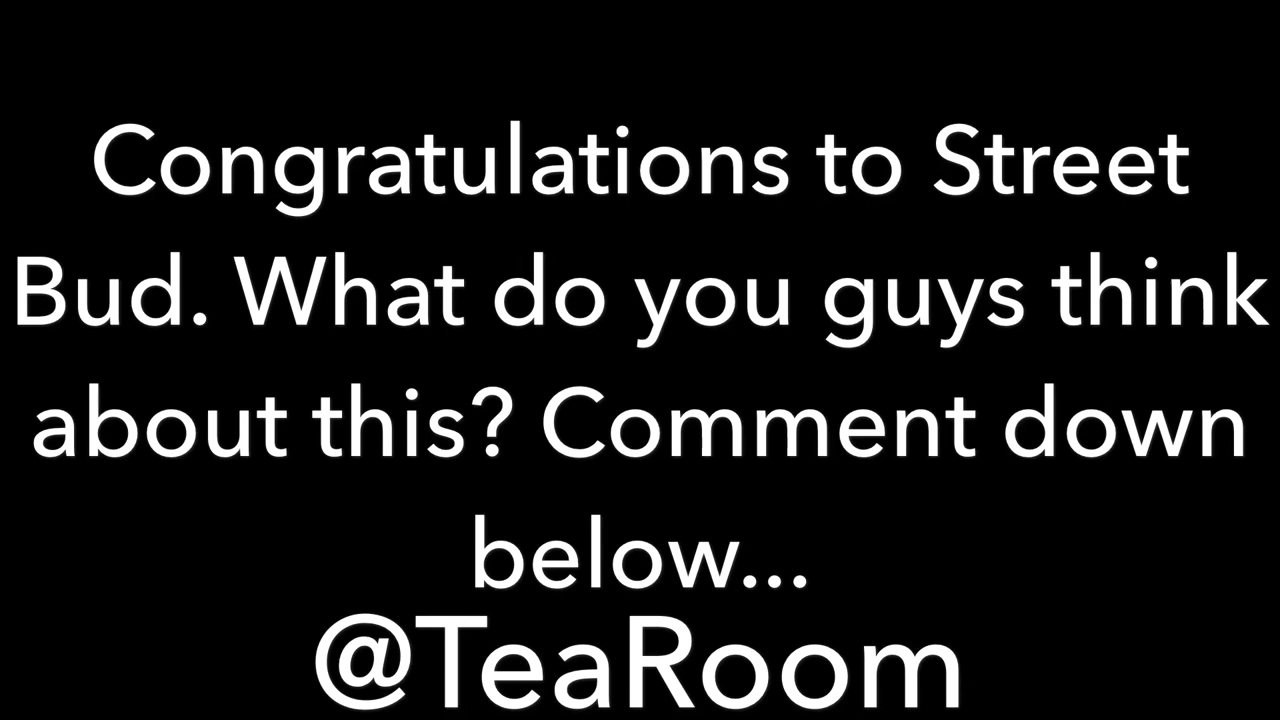 Congratulations to Street
Bud. What do you guys think
about this? Comment down
below...
@TeaRoom